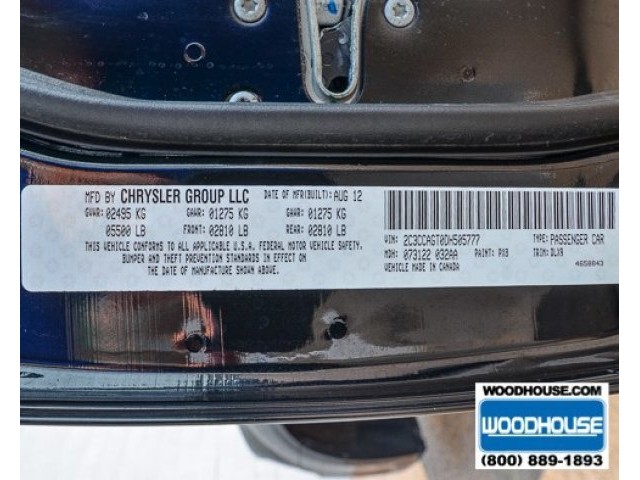 MFD BY CHRYSLER GROUP LLC DATE OF MFR(BUILT): AUG 12
GVWR: 02495 KG GAWR: 01275 KG GAWR: 01275 KG
05500 LB FRONT: 02810 LB REAR: 02810 LB
THIS VEHICLE CONFORMS TO ALL APPLICABLE U.S.A. FEDERAL MOTOR VEHICLE SAFETY,
BUMPER AND THEFT PREVENTION STANDARDS IN EFFECT ON
THE DATE OF MANUFACTURE SHOWN ABOVE.
VIN: 2C3CCAGT0DH505777 TYPE: PASSENGER CAR
MDH: 073122 032AA PAINT: TRIM: DLX9
VEHICLE MADE IN CANADA 4658043
WOODHOUSE.COM
WOODHOUSE
(800) 889-1893